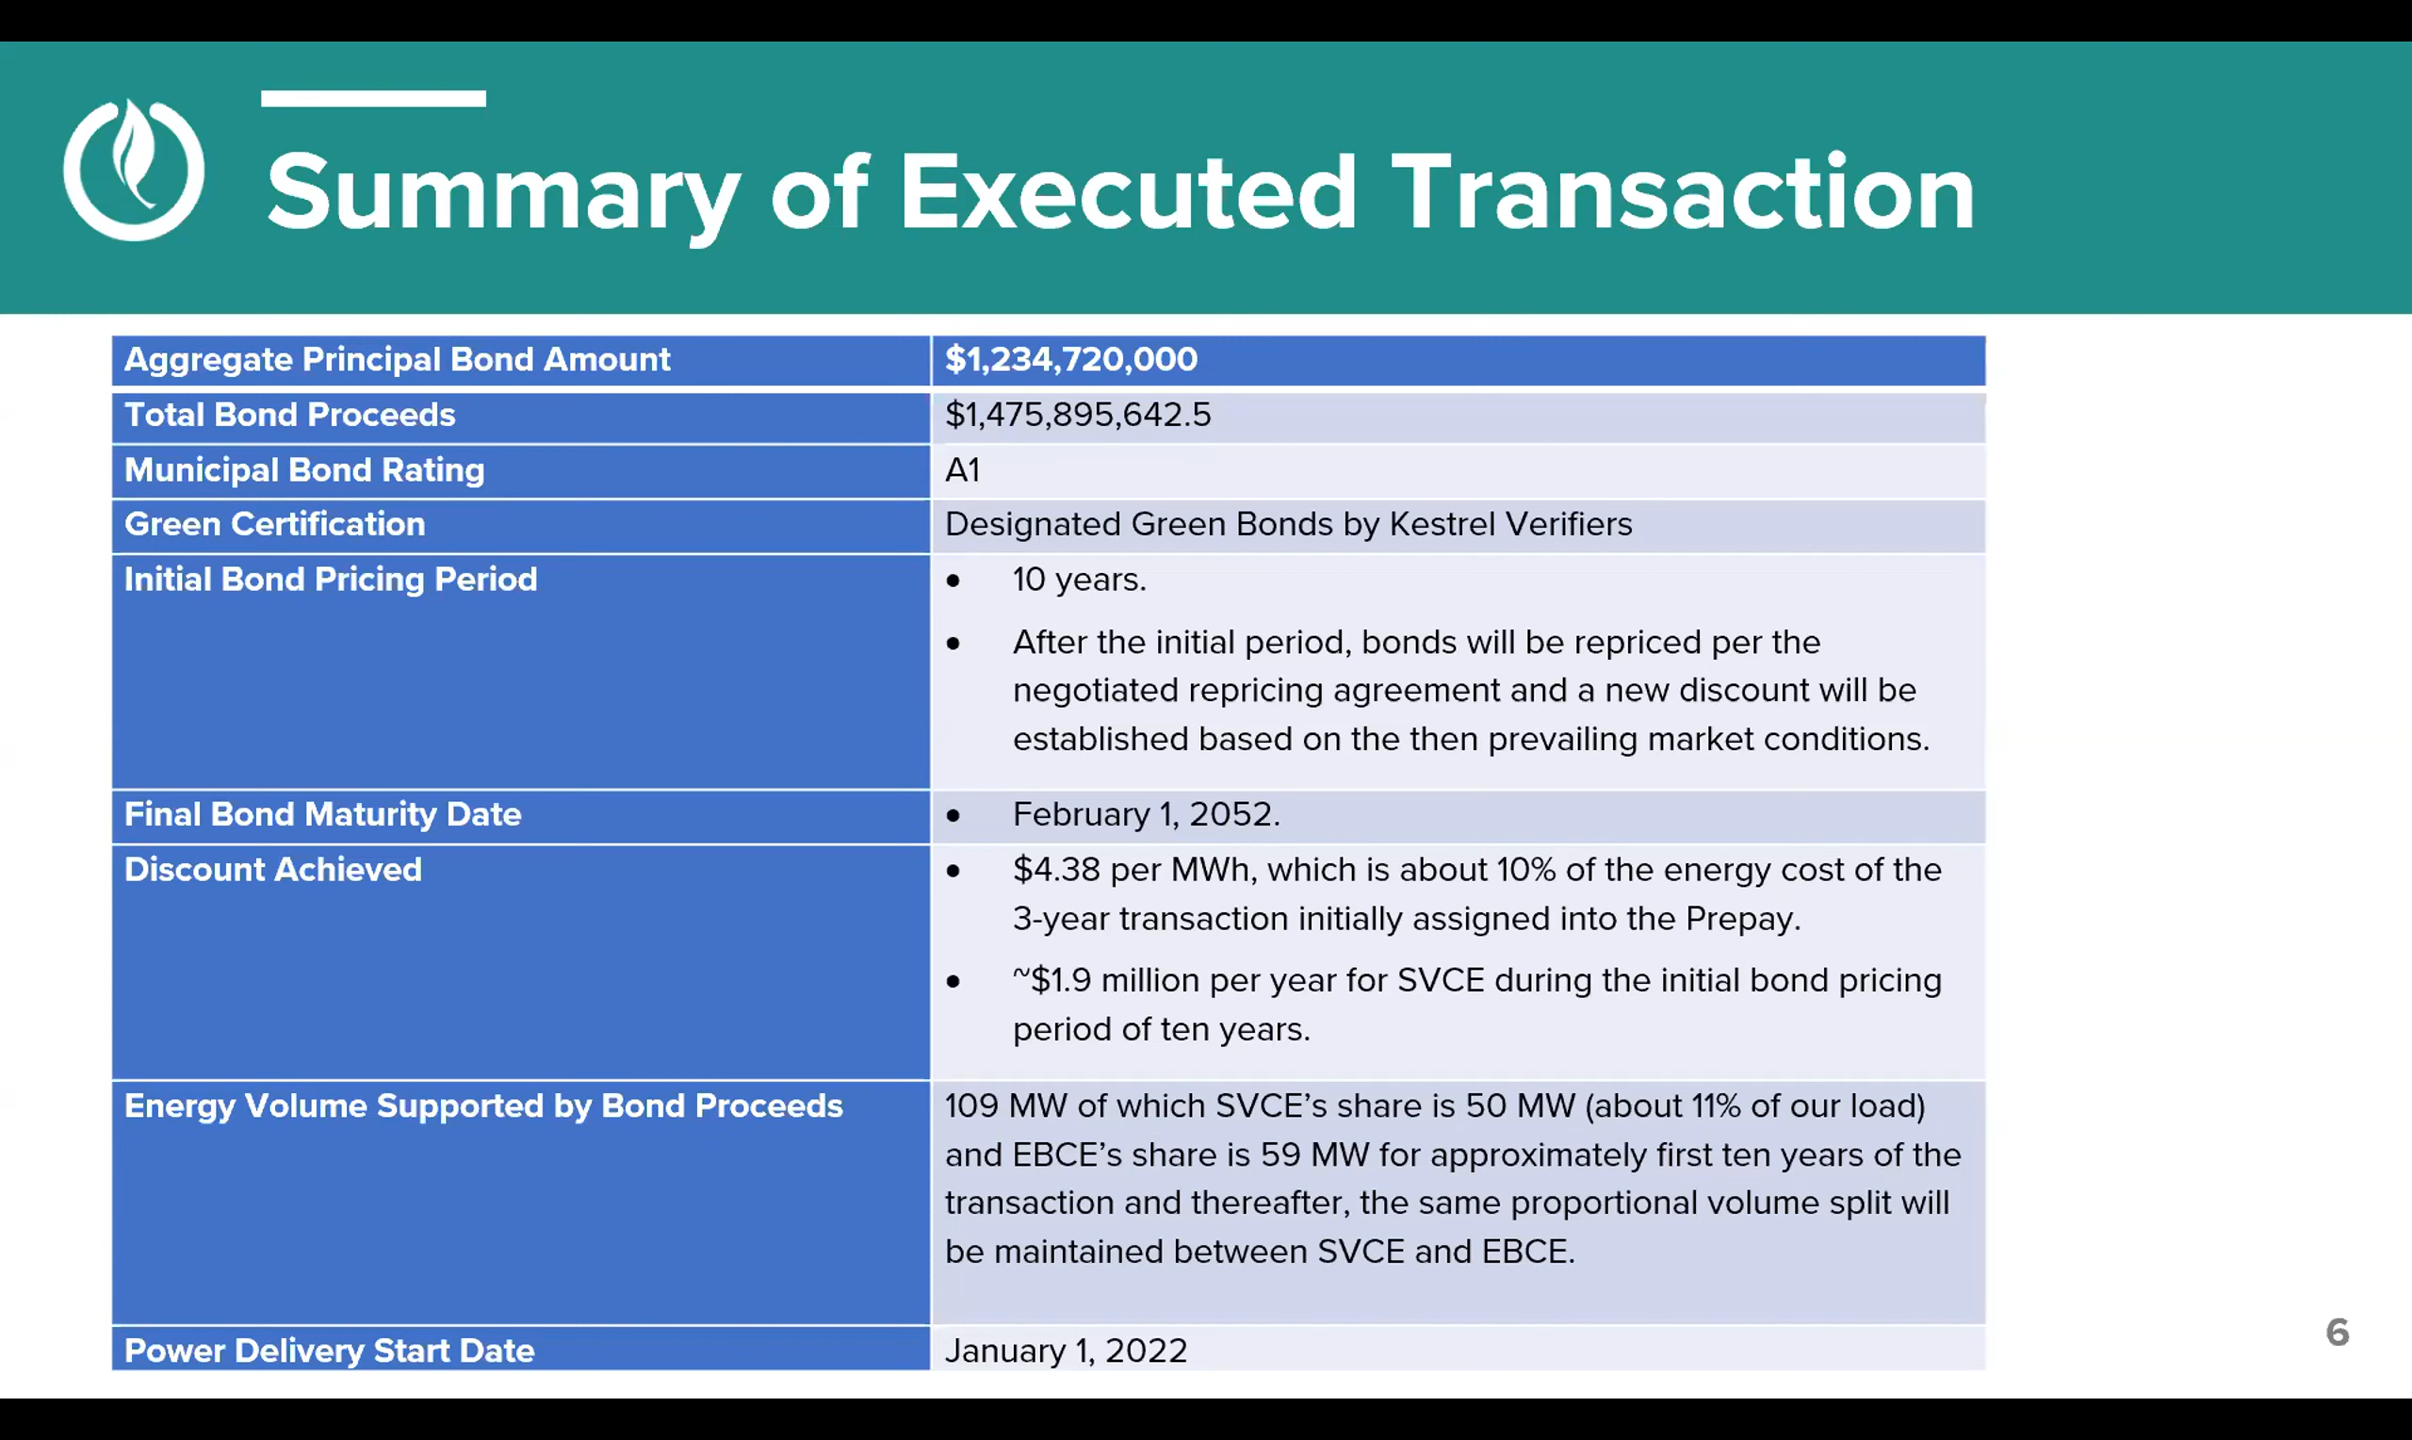 Summary of Executed Transaction
Aggregate Principal Bond Amount
$1,234,720,000
Total Bond Proceeds
$1,475,895,642.5
Municipal Bond Rating
A1
Green Certification
Designated Green Bonds by Kestrel Verifiers
Initial Bond Pricing Period
• 10 years.
• After the initial period, bonds will be repriced per the
negotiated repricing agreement and a new discount will be
established based on the then prevailing market conditions.
Final Bond Maturity Date
• February 1, 2052.
Discount Achieved
• $4.38 per MWh, which is about 10% of the energy cost of the
3-year transaction initially assigned into the Prepay.
• ~$1.9 million per year for SVCE during the initial bond pricing
period of ten years.
Energy Volume Supported by Bond Proceeds
109 MW of which SVCE’s share is 50 MW (about 11% of our load)
and EBCE’s share is 59 MW for approximately first ten years of the
transaction and thereafter, the same proportional volume split will
be maintained between SVCE and EBCE.
Power Delivery Start Date
January 1, 2022
6